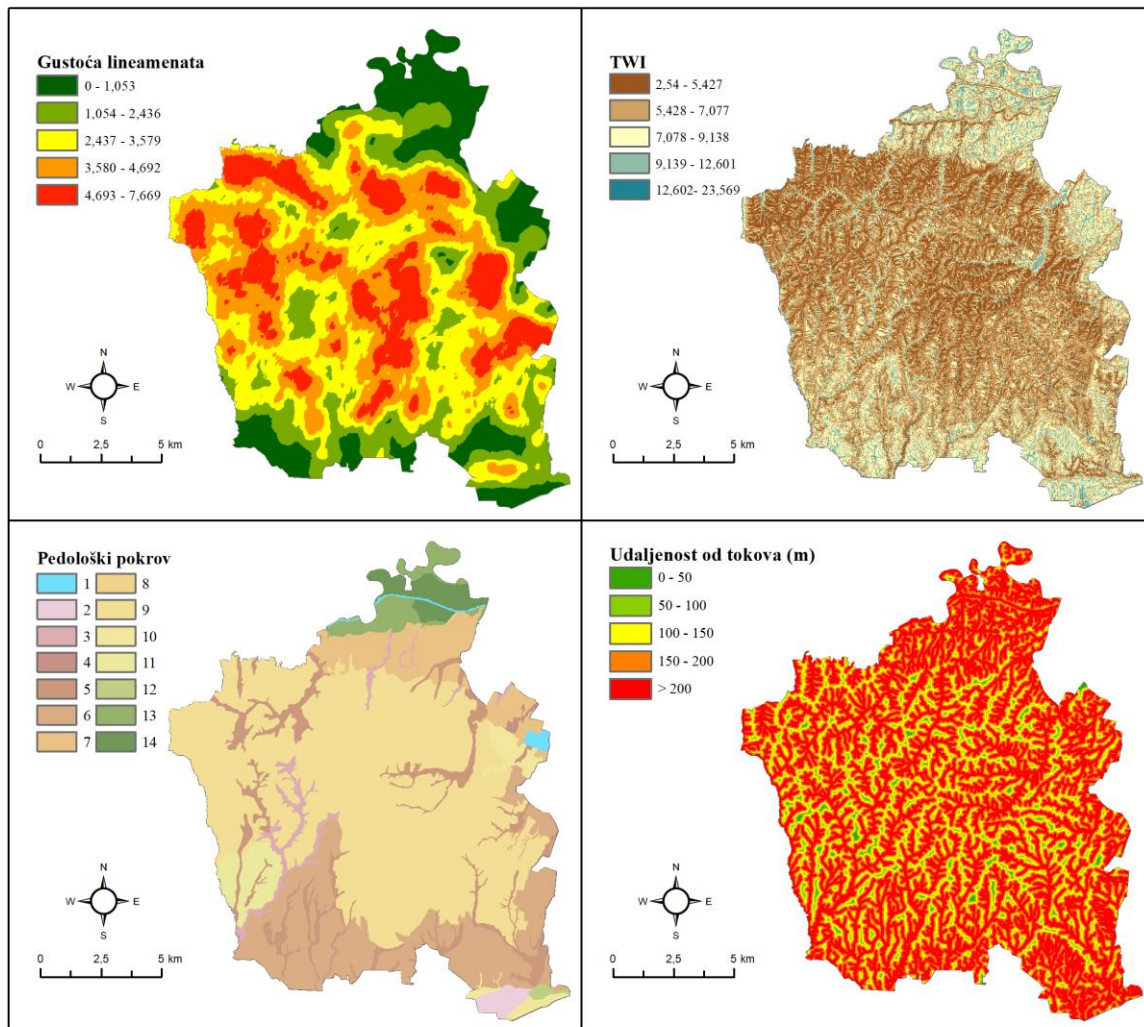 Gustoća lineamenata
0 - 1,053
1,054 - 2,436
2,437 - 3,579
3,580 - 4,692
4,693 - 7,669
N
W E
S
0 2,5 5 km
TWI
2,54 - 5,427
5,428 - 7,077
7,078 - 9,138
9,139 - 12,601
12,602- 23,569
N
W E
S
0 2,5 5 km
Pedološki pokrov
1 8
2 9
3 10
4 11
5 12
6 13
7 14
N
W E
S
0 2,5 5 km
Udaljenost od tokova (m)
0 - 50
50 - 100
100 - 150
150 - 200
> 200
N
W E
S
0 2,5 5 km